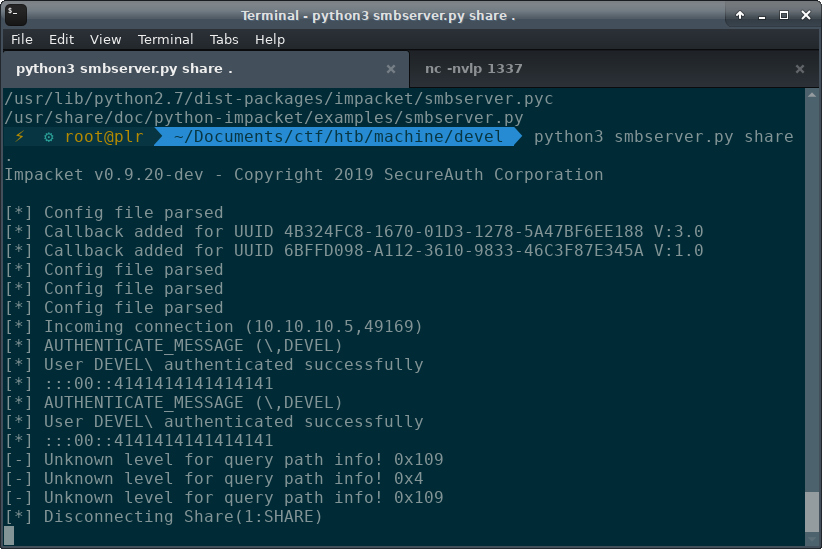 Terminal - python3 smbserver.py share .
File Edit View Terminal Tabs Help
python3 smbserver.py share . × nc -nvlp 1337 ×
/usr/lib/python2.7/dist-packages/impacket/smbserver.pyc
/usr/share/doc/python-impacket/examples/smbserver.py
⚡ ⚙ root@plr ~/Documents/ctf/htb/machine/devel python3 smbserver.py share
.
Impacket v0.9.20-dev - Copyright 2019 SecureAuth Corporation
[*] Config file parsed
[*] Callback added for UUID 4B324FC8-1670-01D3-1278-5A47BF6EE188 V:3.0
[*] Callback added for UUID 6BFFD098-A112-3610-9833-46C3F87E345A V:1.0
[*] Config file parsed
[*] Config file parsed
[*] Config file parsed
[*] Incoming connection (10.10.10.5,49169)
[*] AUTHENTICATE_MESSAGE (\,DEVEL)
[*] User DEVEL\ authenticated successfully
[*] :::00::4141414141414141
[*] AUTHENTICATE_MESSAGE (\,DEVEL)
[*] User DEVEL\ authenticated successfully
[*] :::00::4141414141414141
[-] Unknown level for query path info! 0x109
[-] Unknown level for query path info! 0x4
[-] Unknown level for query path info! 0x109
[*] Disconnecting Share(1:SHARE)